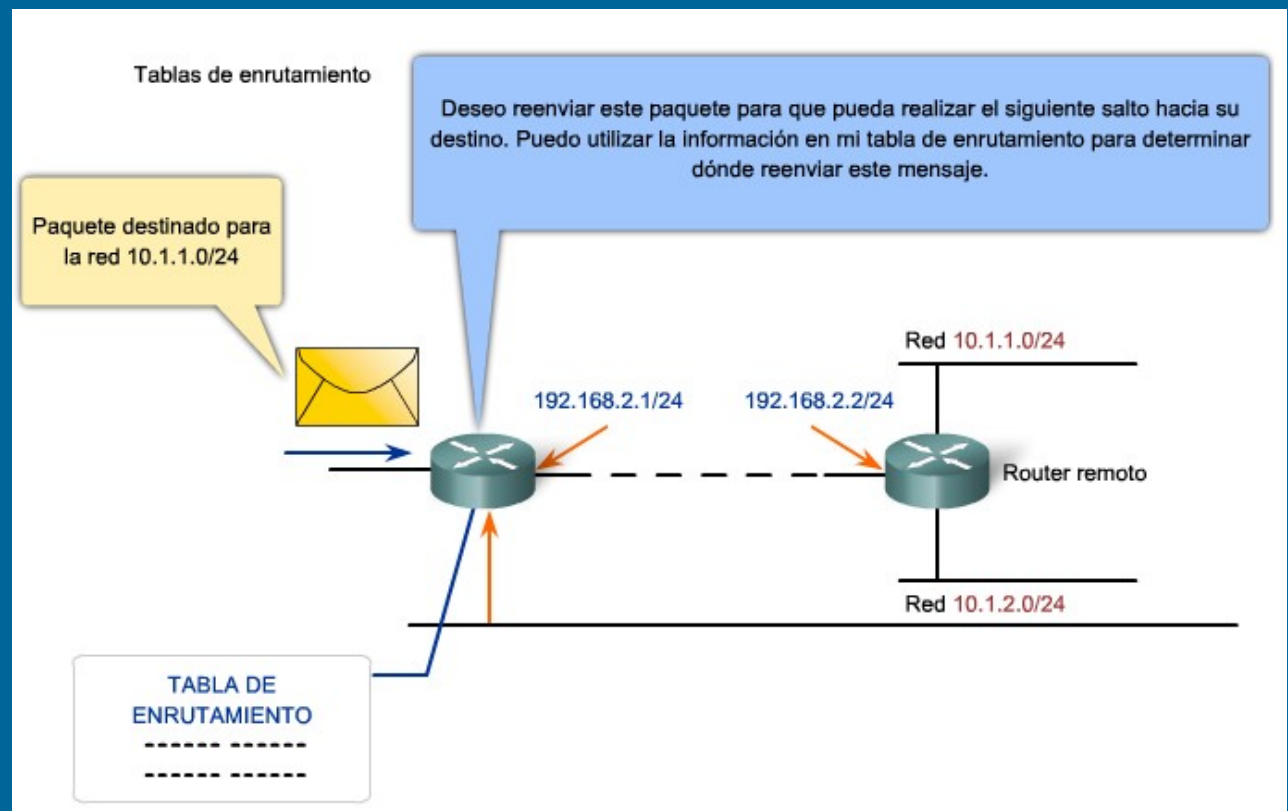 Tablas de enrutamiento
Deseo reenviar este paquete para que pueda realizar el siguiente salto hacia su
destino. Puedo utilizar la información en mi tabla de enrutamiento para determinar
dónde reenviar este mensaje.
Paquete destinado para
la red 10.1.1.0/24
Red 10.1.1.0/24
192.168.2.1/24
192.168.2.2/24
Router remoto
Red 10.1.2.0/24
TABLA DE
ENRUTAMIENTO
------ ------
------ ------